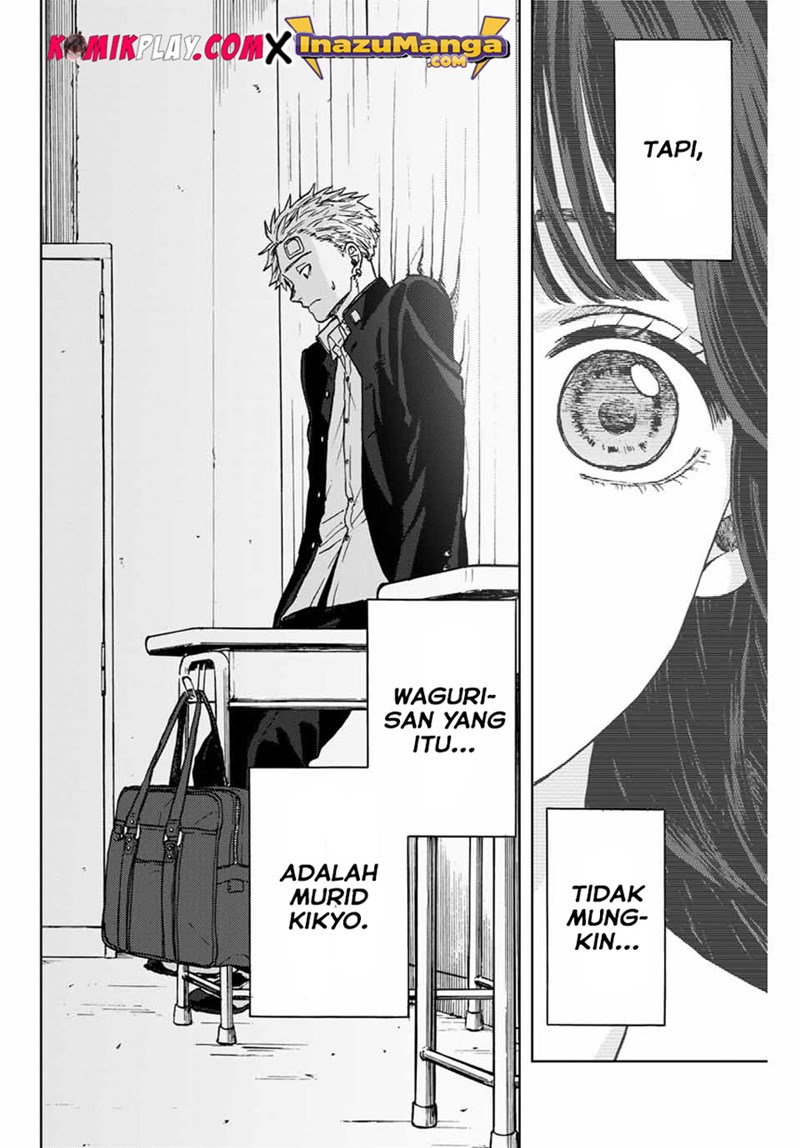 KOMIKPLAY.COM X InazuManga
.COM
TAPI,
TIDAK
MUNG-
KIN...
WAGURI-
SAN YANG
ITU...
ADALAH
MURID
KIKYO.